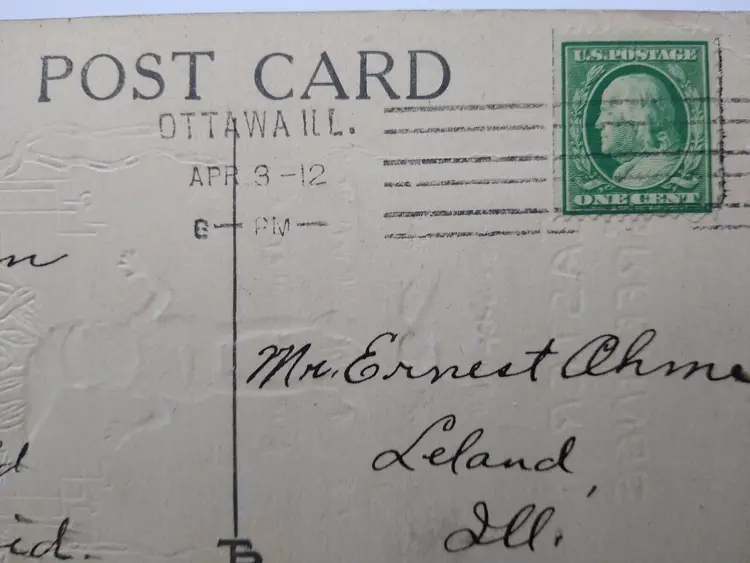 POST CARD
U.S.POSTAGE
ONE CENT
OTTAWA ILL.
APR 3-12
6- PM-
Mr. Ernest
Leland,
Ill.